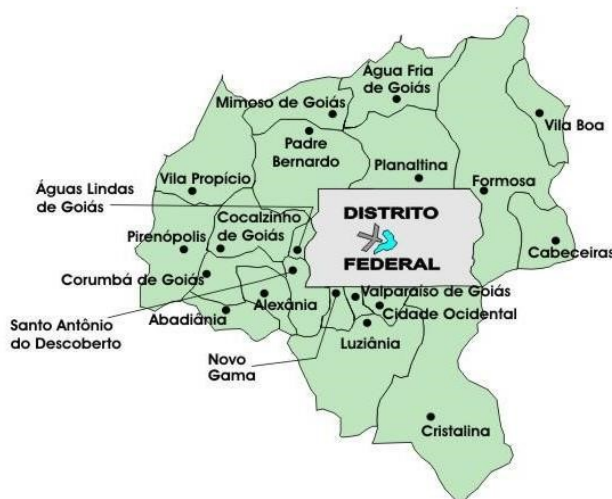 Água Fria
de Goiás
Mimoso de Goiás
Vila Boa
Padre
Bernardo
Planaltina
Vila Propício
Formosa
Águas Lindas
de Goiás
Cocalzinho
de Goiás
DISTRITO
FEDERAL
Pirenópolis
Cabeceiras
Corumbá de Goiás
Valparaíso de Goiás
Alexânia
Cidade Ocidental
Abadiânia
Santo Antônio
do Descoberto
Luziânia
Novo
Gama
Cristalina